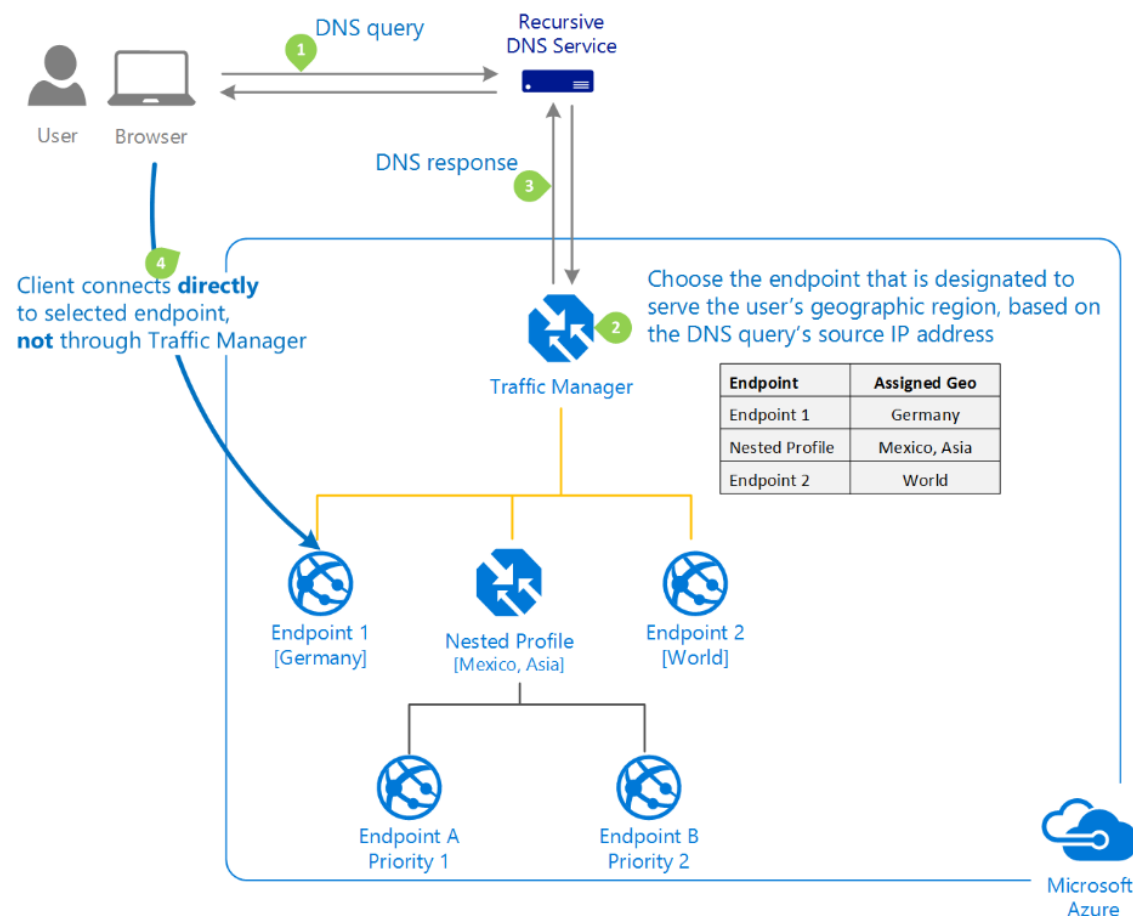 DNS query
Recursive
DNS Service
1
User
Browser
DNS response
3
4
Client connects directly
to selected endpoint,
not through Traffic Manager
2
Choose the endpoint that is designated to
serve the user's geographic region, based on
the DNS query's source IP address
Traffic Manager
Endpoint Assigned Geo
Endpoint 1 Germany
Nested Profile Mexico, Asia
Endpoint 2 World
Endpoint 1
[Germany]
Nested Profile
[Mexico, Asia]
Endpoint 2
[World]
Endpoint A
Priority 1
Endpoint B
Priority 2
Microsoft
Azure